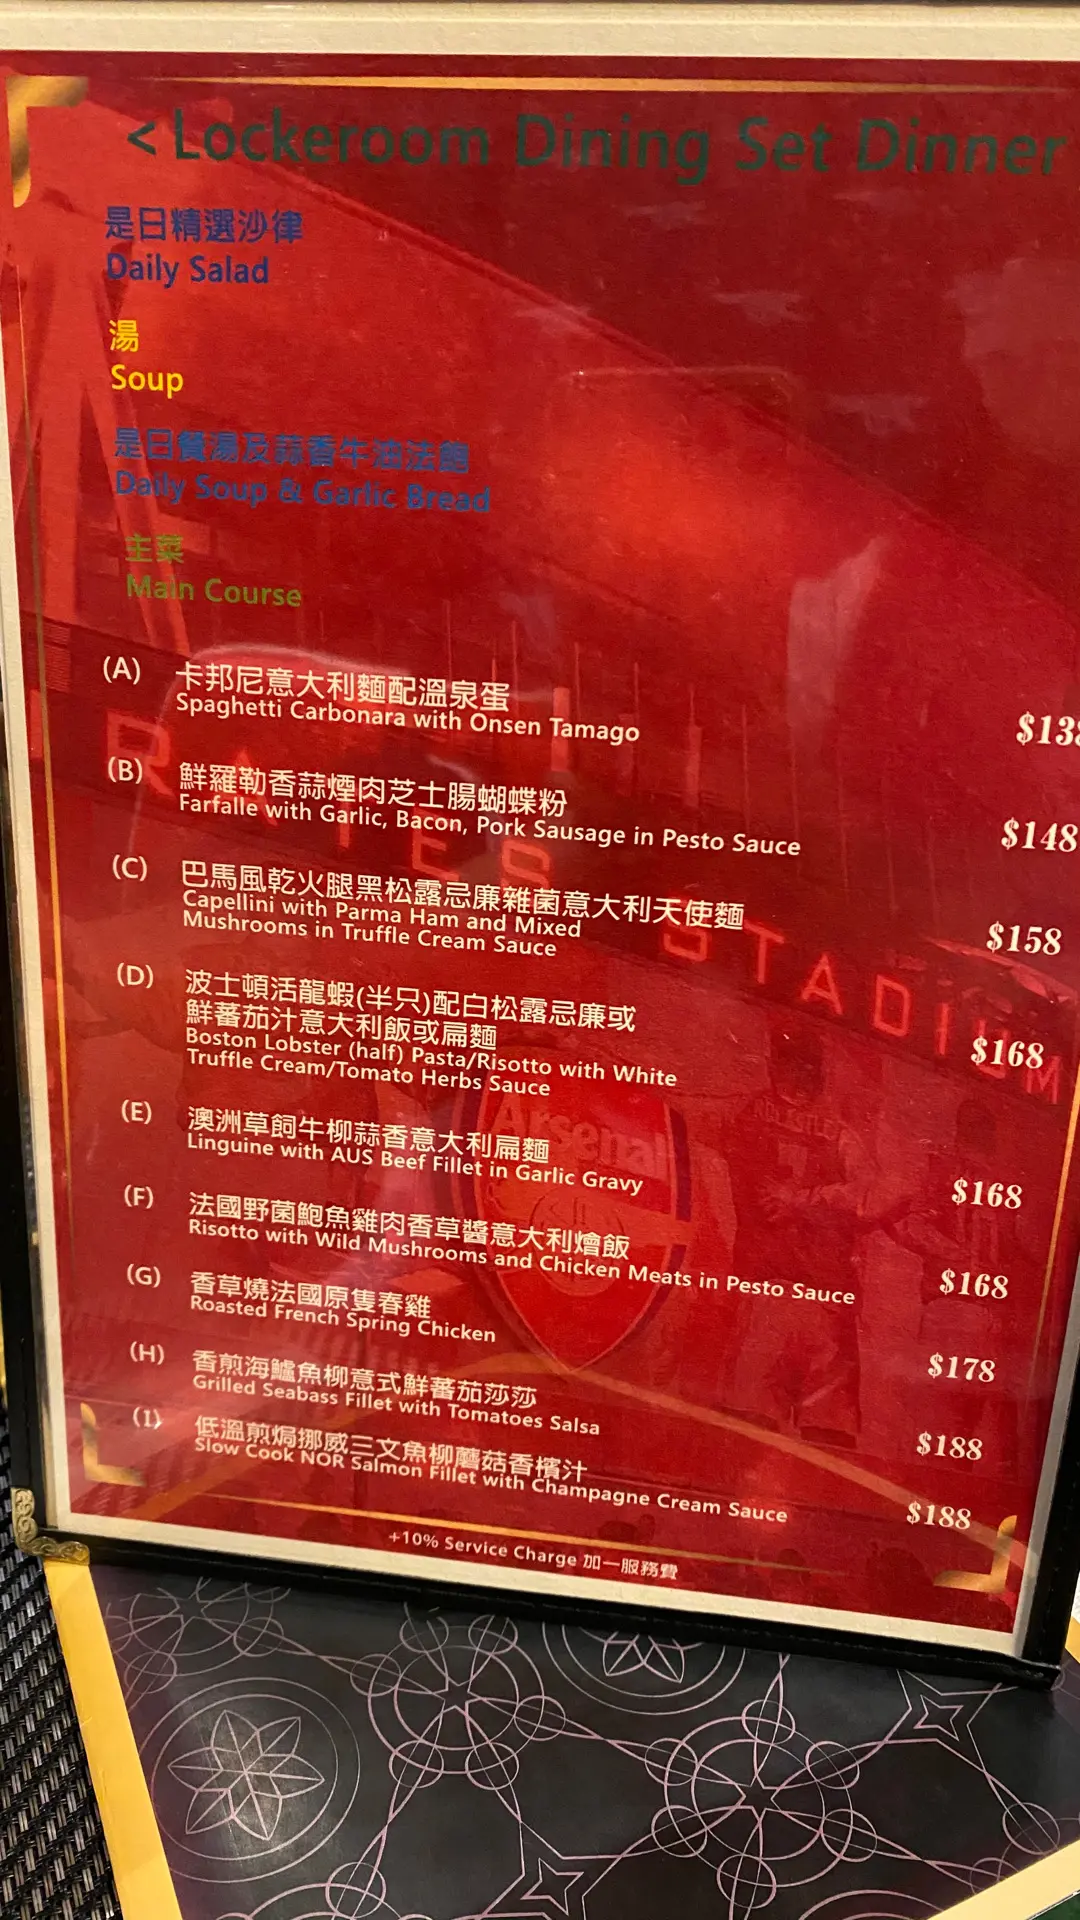 < Lockeroom Dining Set Dinner
是日精選沙律
Daily Salad
湯
Soup
是日餐湯及蒜香牛油法飽
Daily Soup & Garlic Bread
主菜
Main Course
(A) 卡邦尼意大利麵配溫泉蛋
Spaghetti Carbonara with Onsen Tamago
$138
(B) 鮮羅勒香蒜煙肉芝士腸蝴蝶粉
Farfalle with Garlic, Bacon, Pork Sausage in Pesto Sauce
$148
(C) 巴馬風乾火腿黑松露忌廉雜菌意大利天使麵
Capellini with Parma Ham and Mixed
Mushrooms in Truffle Cream Sauce
$158
(D) 波士頓活龍蝦(半只)配白松露忌廉或
鮮蕃茄汁意大利飯或扁麵
Boston Lobster (half) Pasta/Risotto with White
Truffle Cream/Tomato Herbs Sauce
$168
(E) 澳洲草飼牛柳蒜香意大利扁麵
Linguine with AUS Beef Fillet in Garlic Gravy
$168
(F) 法國野菌鮑魚雞肉香草醬意大利燴飯
Risotto with Wild Mushrooms and Chicken Meats in Pesto Sauce
$168
(G) 香草燒法國原隻春雞
Roasted French Spring Chicken
$178
(H) 香煎海鱸魚柳意式鮮蕃茄莎莎
Grilled Seabass Fillet with Tomatoes Salsa
$188
(I) 低溫煎焗挪威三文魚柳蘑菇香檳汁
Slow Cook NOR Salmon Fillet with Champagne Cream Sauce
$188
+10% Service Charge 加一服務費
RATES STADIUM
Arsenal